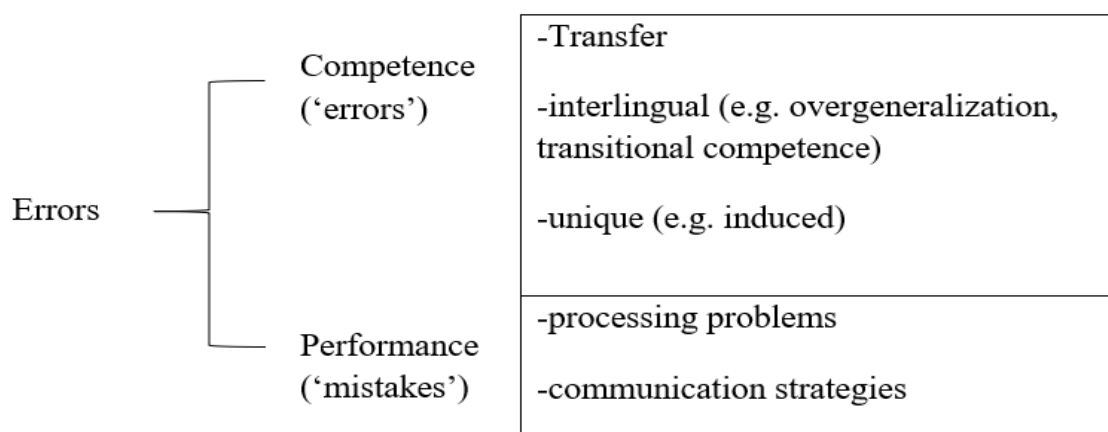 Errors
Competence
(‘errors’)
-Transfer
-interlingual (e.g. overgeneralization,
transitional competence)
-unique (e.g. induced)
Performance
(‘mistakes’)
-processing problems
-communication strategies